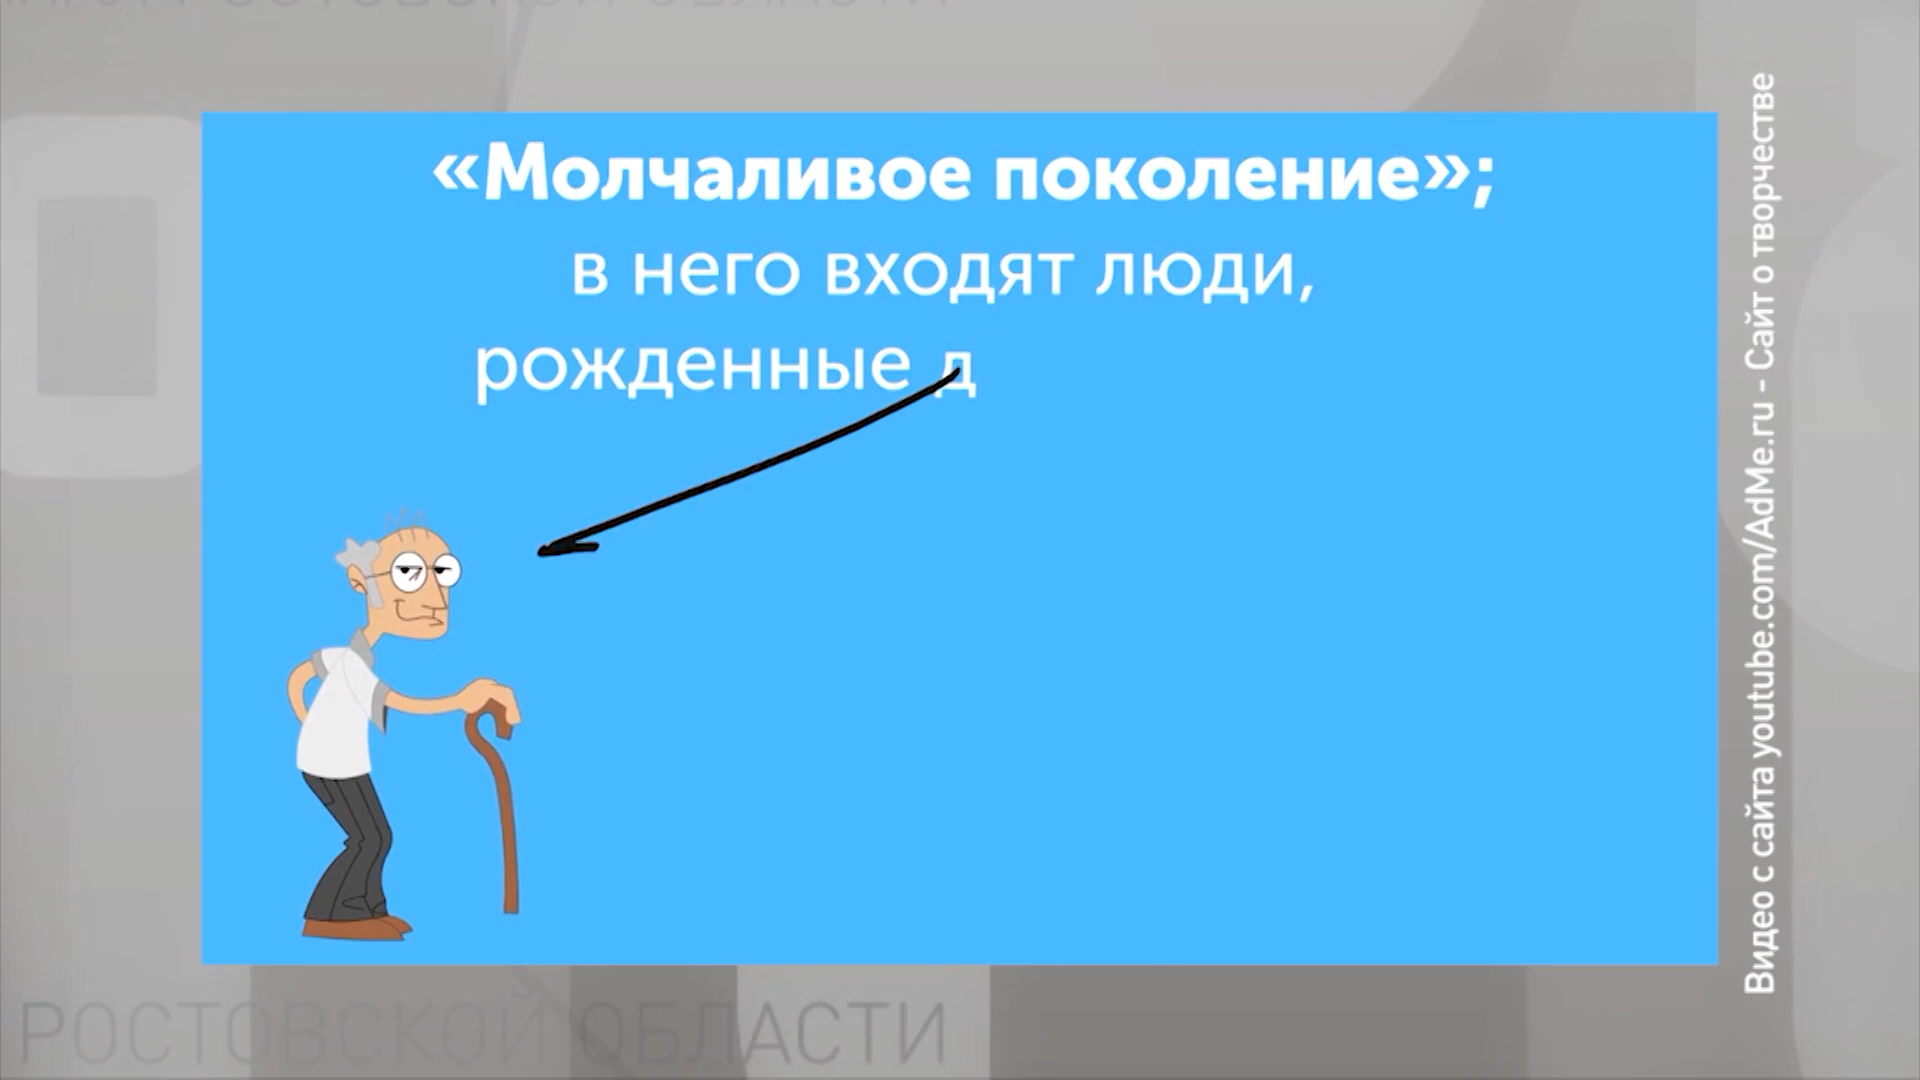 «Молчаливое поколение»;
в него входят люди,
рожденные д
Видео с сайта youtube.com/AdMe.ru - Сайт о творчестве
РОСТОВСКОЙ ОБЛАСТИ